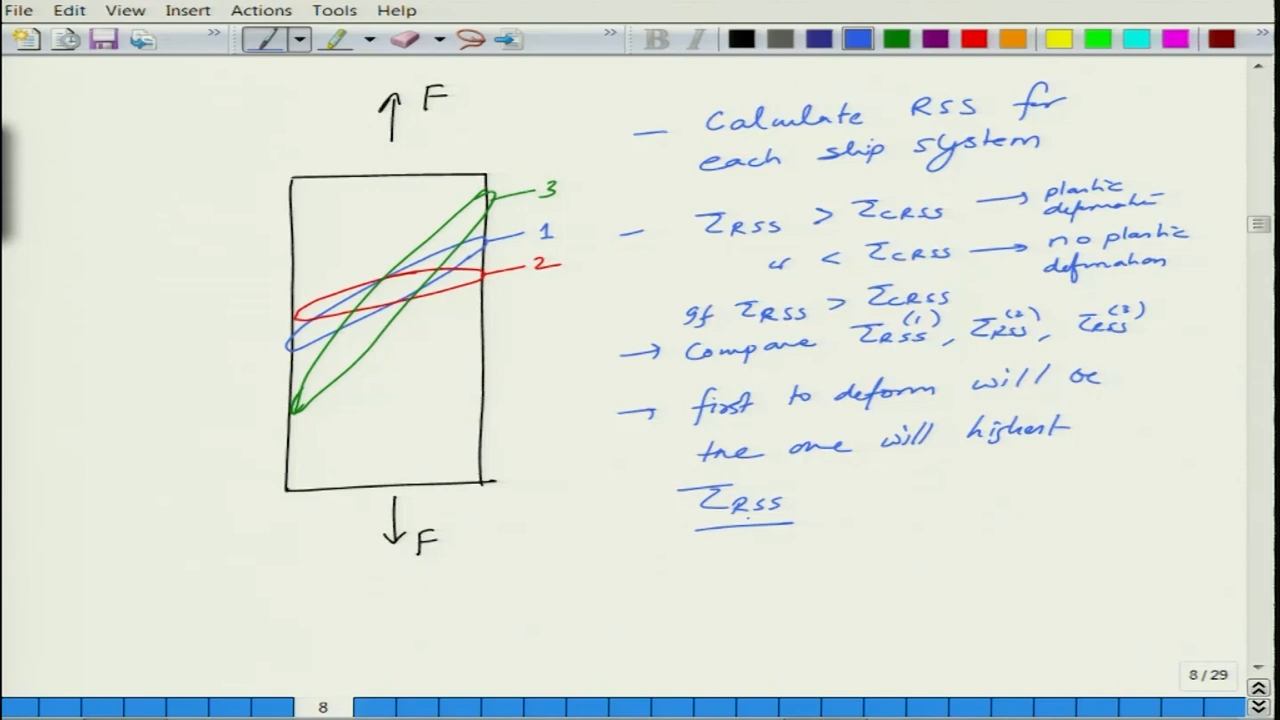 File Edit View Insert Actions Tools Help
F
3
1
2
F
— Calculate RSS for
each slip system
— τRSS > τCRSS → plastic
deformation
" < τCRSS → no plastic
deformation
If τRSS > τCRSS
→ Compare τRSS(1), τRSS(2), τRSS(3)
→ first to deform will be
the one will highest
τRSS
8 / 29
8